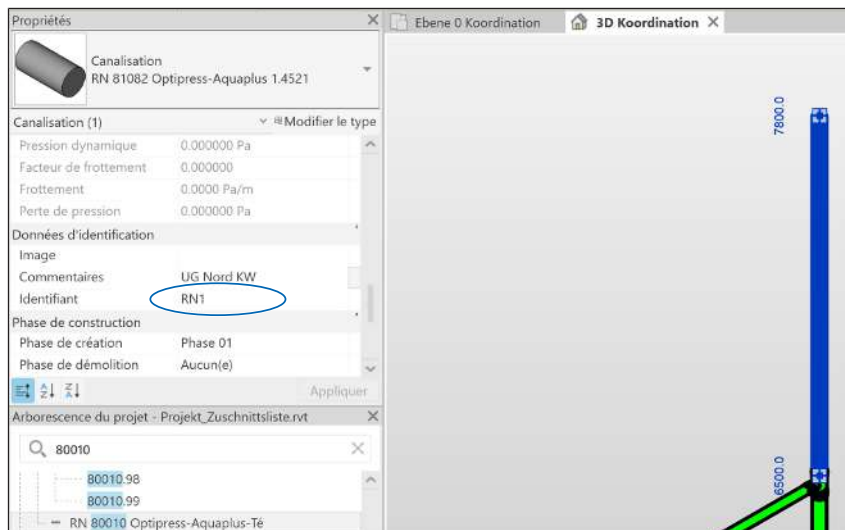 Propriétés
Canalisation
RN 81082 Optipress-Aquaplus 1.4521
Canalisation (1)
Modifier le type
Pression dynamique 0.000000 Pa
Facteur de frottement 0.000000
Frottement 0.0000 Pa/m
Perte de pression 0.000000 Pa
Données d'identification
Image
Commentaires UG Nord KW
Identifiant RN1
Phase de construction
Phase de création Phase 01
Phase de démolition Aucun(e)
Appliquer
Arborescence du projet - Projekt_Zuschnittsliste.rvt
80010
80010.98
80010.99
RN 80010 Optipress-Aquaplus-Té
Ebene 0 Koordination
3D Koordination
7800.0
6500.0